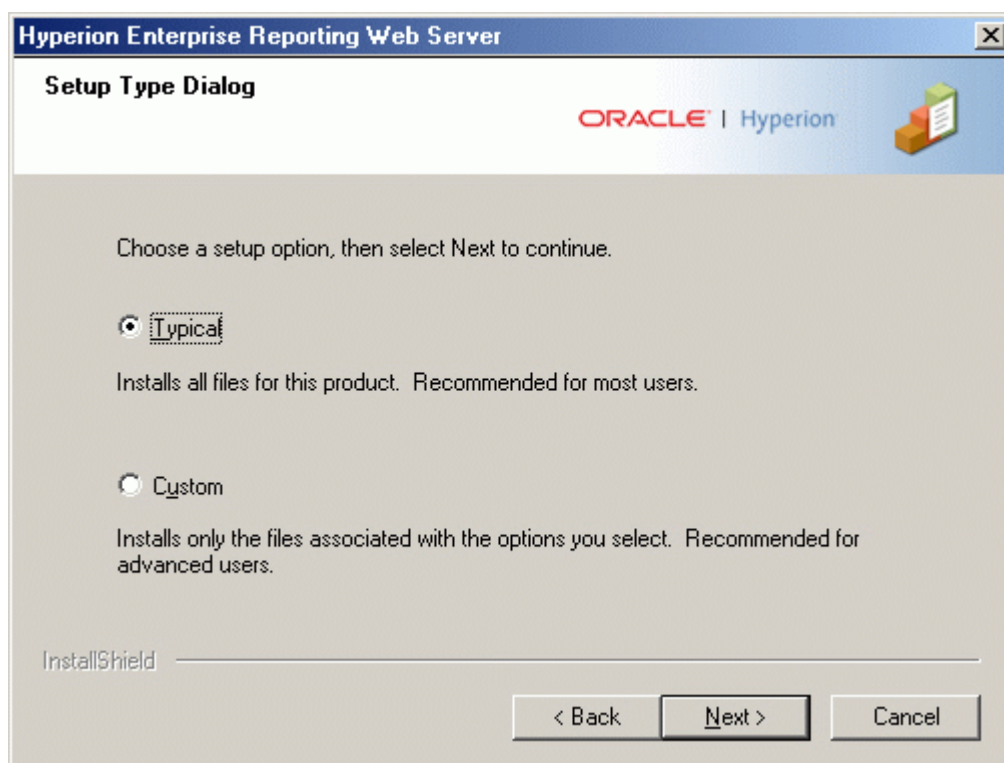 Hyperion Enterprise Reporting Web Server
Setup Type Dialog
ORACLE | Hyperion
Choose a setup option, then select Next to continue.
Typical
Installs all files for this product. Recommended for most users.
Custom
Installs only the files associated with the options you select. Recommended for
advanced users.
InstallShield
< Back Next > Cancel